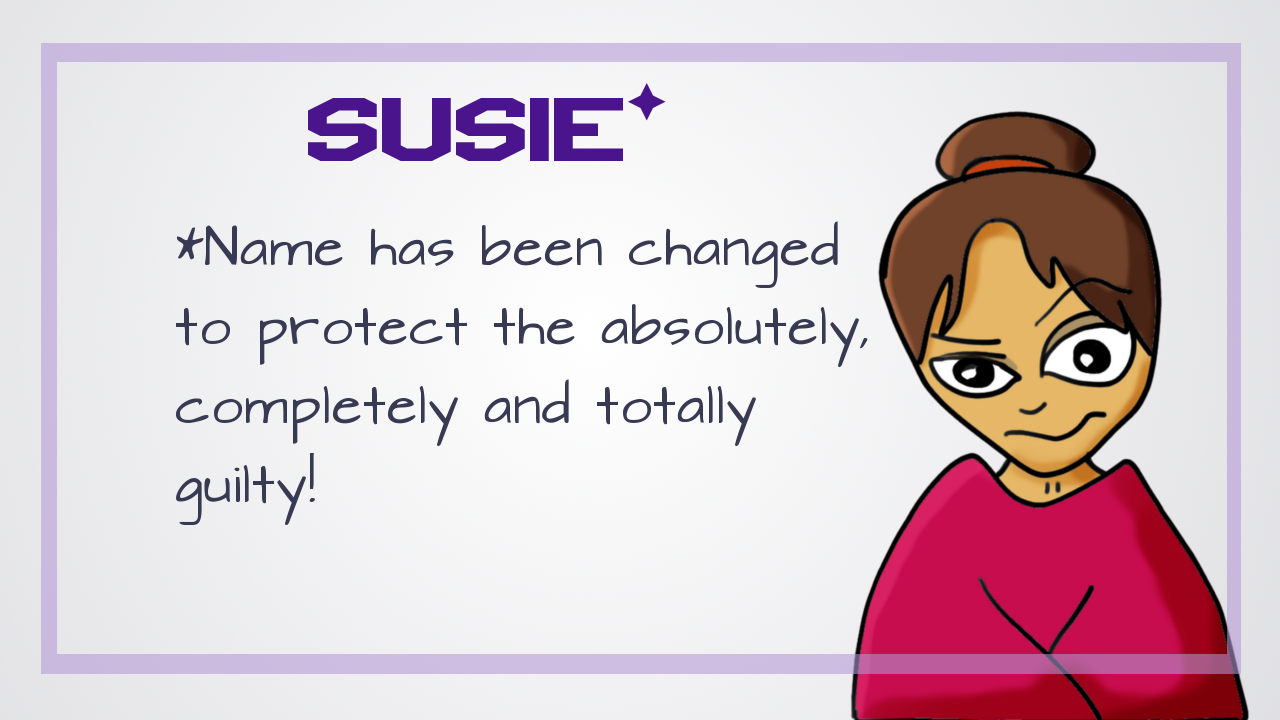 SUSIE✦
*Name has been changed
to protect the absolutely,
completely and totally
guilty!